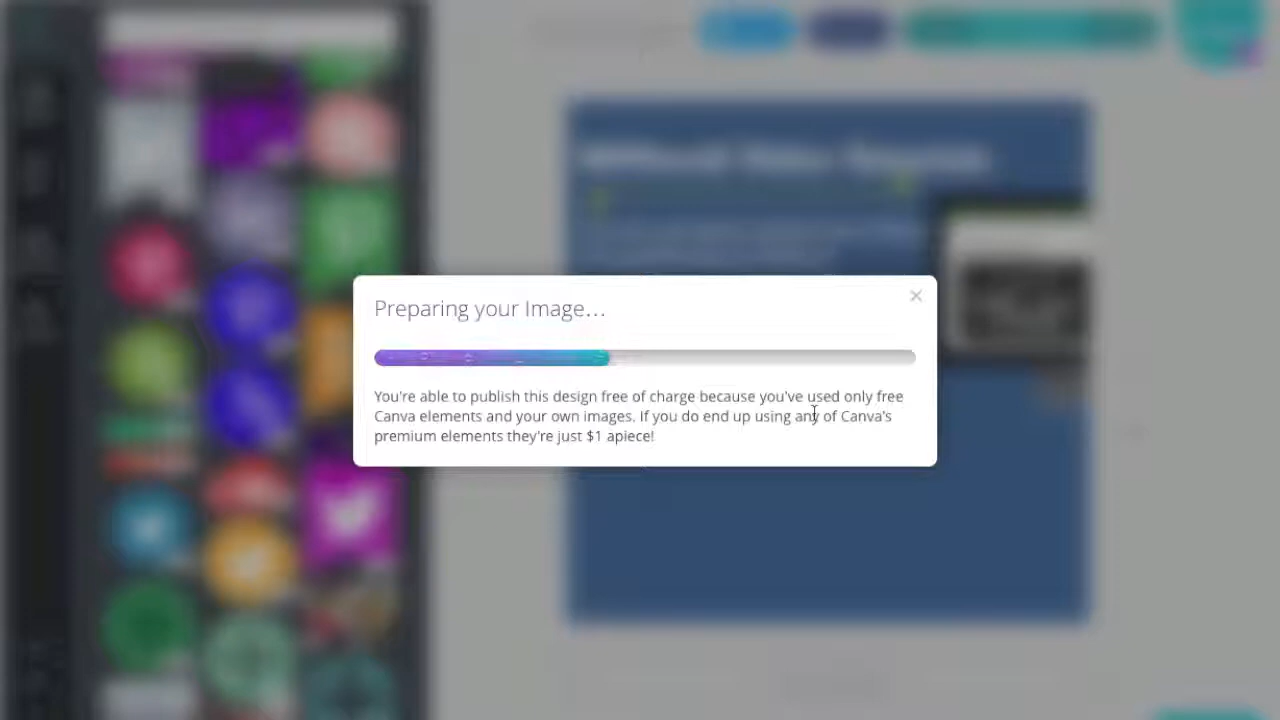 Preparing your Image...
You're able to publish this design free of charge because you've used only free
Canva elements and your own images. If you do end up using any of Canva's
premium elements they're just $1 apiece!